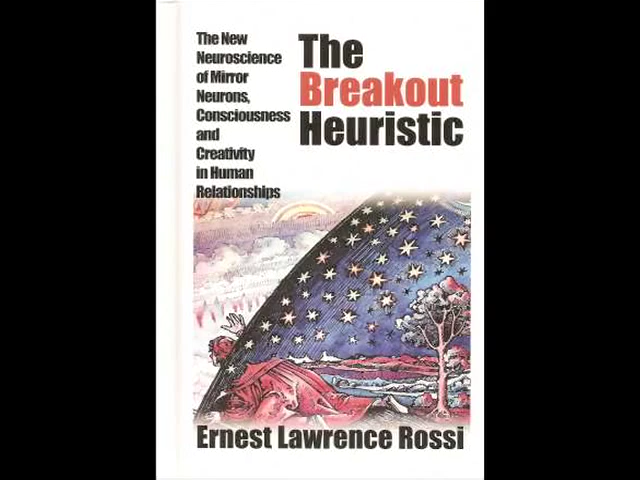 The New
Neuroscience
of Mirror
Neurons,
Consciousness
and
Creativity
in Human
Relationships
The
Breakout
Heuristic
Ernest Lawrence Rossi